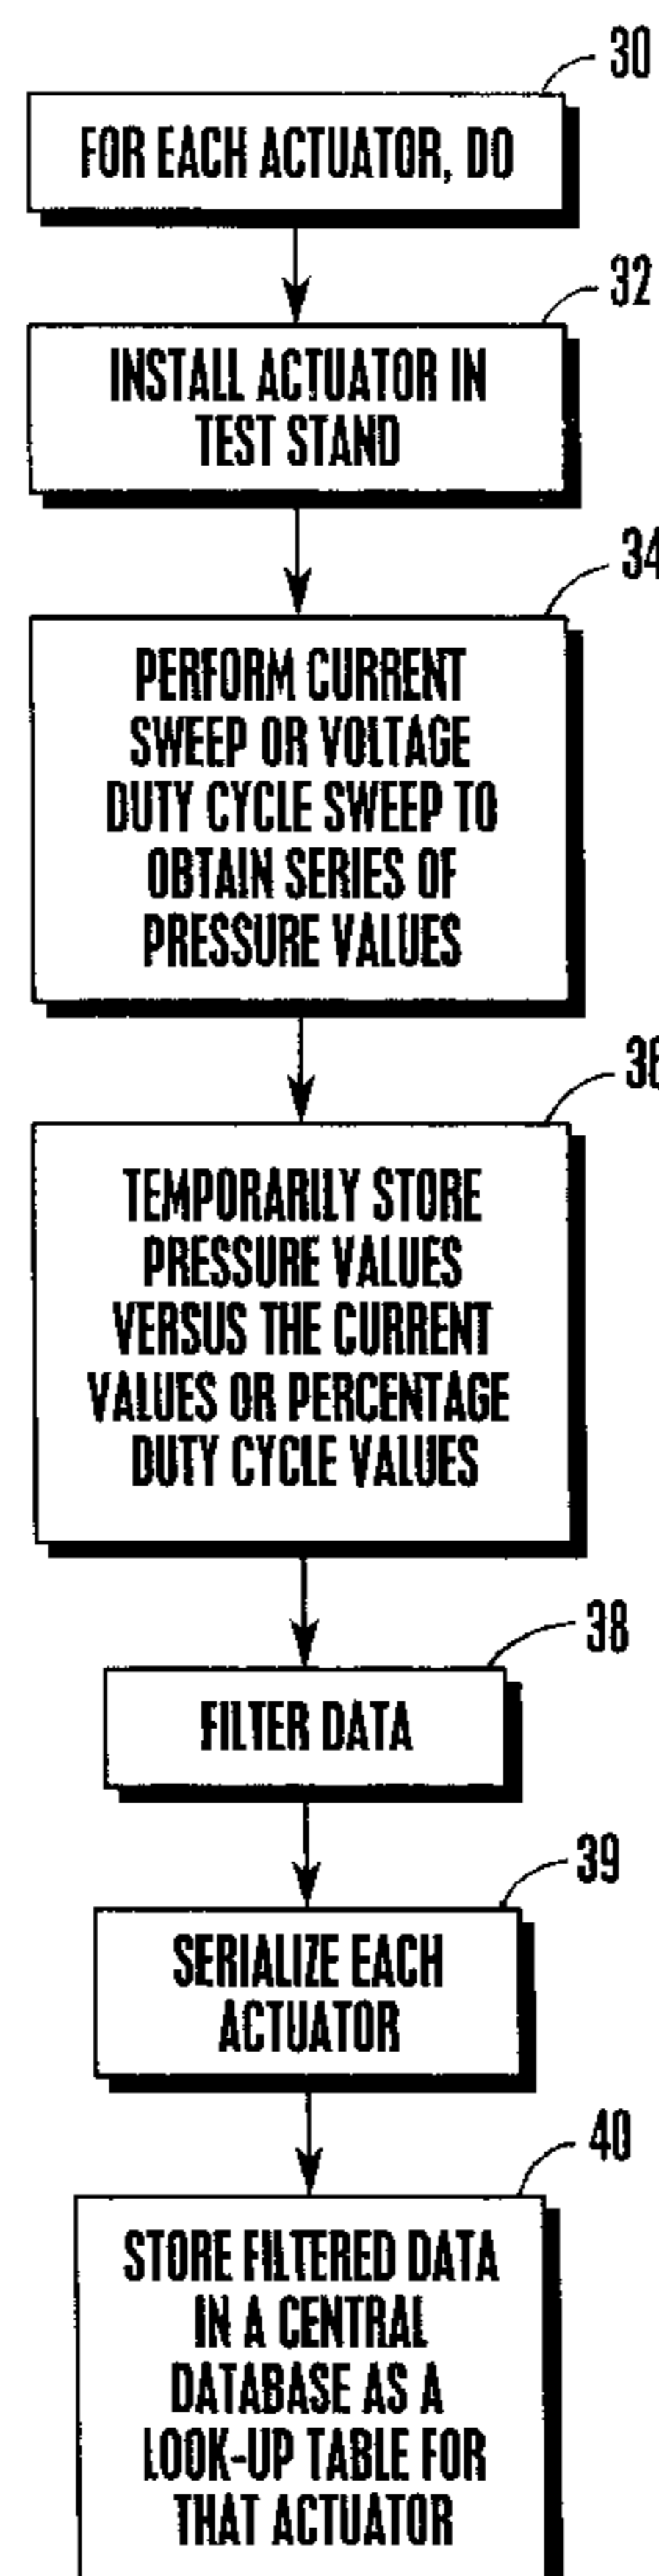 30
FOR EACH ACTUATOR, DO
32
INSTALL ACTUATOR IN
TEST STAND
34
PERFORM CURRENT
SWEEP OR VOLTAGE
DUTY CYCLE SWEEP TO
OBTAIN SERIES OF
PRESSURE VALUES
36
TEMPORARILY STORE
PRESSURE VALUES
VERSUS THE CURRENT
VALUES OR PERCENTAGE
DUTY CYCLE VALUES
38
FILTER DATA
39
SERIALIZE EACH
ACTUATOR
40
STORE FILTERED DATA
IN A CENTRAL
DATABASE AS A
LOOK-UP TABLE FOR
THAT ACTUATOR